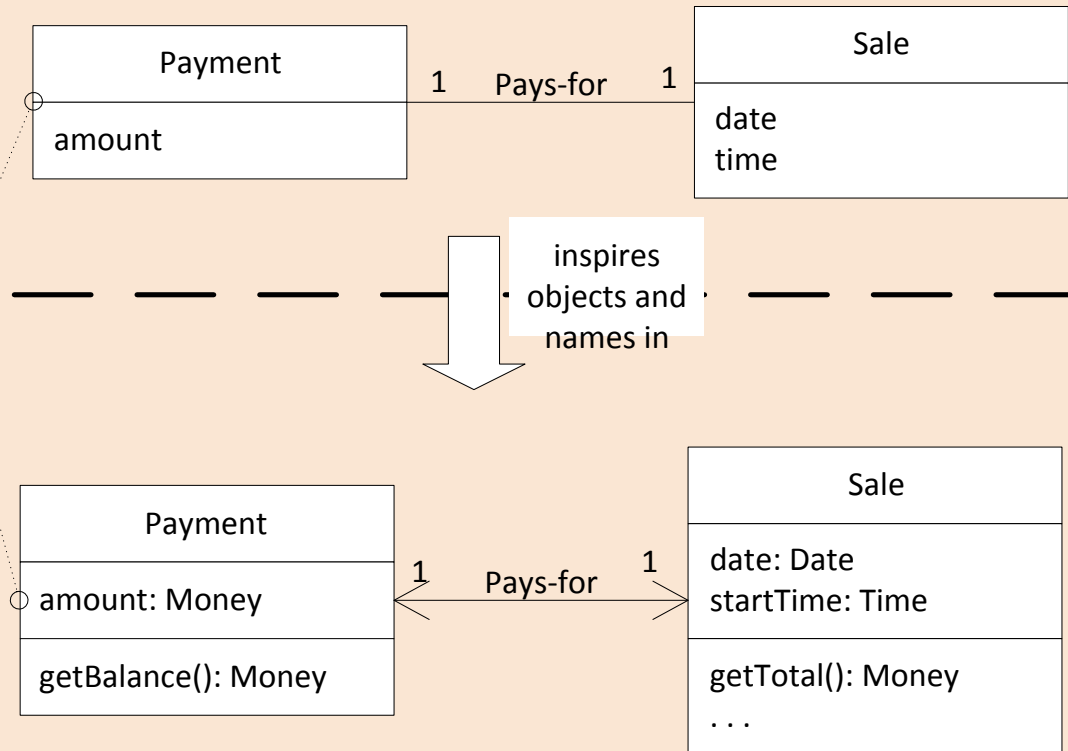 Payment
1 Pays-for 1
Sale
amount
date
time
inspires
objects and
names in
Payment
1 Pays-for 1
Sale
amount: Money
date: Date
startTime: Time
getBalance(): Money
getTotal(): Money
. . .